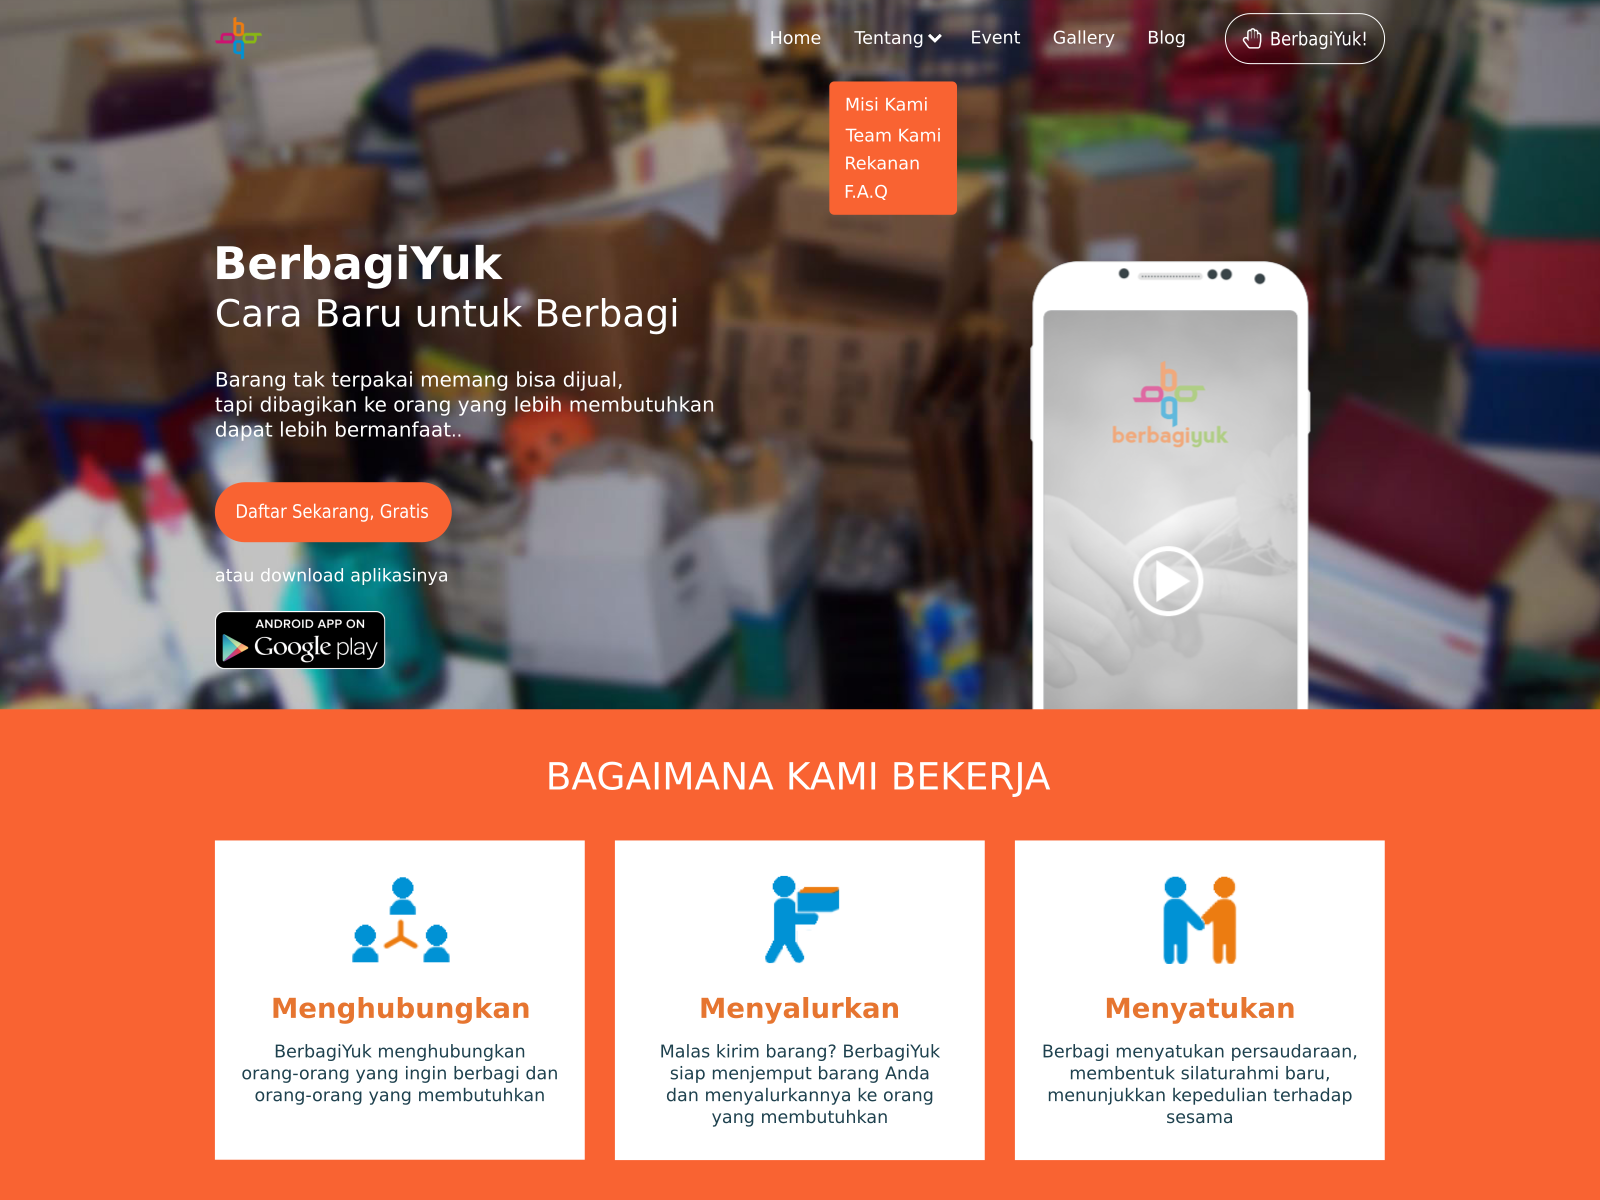 Home
Tentang
Event
Gallery
Blog
BerbagiYuk!
Misi Kami
Team Kami
Rekanan
F.A.Q
BerbagiYuk
Cara Baru untuk Berbagi
Barang tak terpakai memang bisa dijual,
tapi dibagikan ke orang yang lebih membutuhkan
dapat lebih bermanfaat..
Daftar Sekarang, Gratis
atau download aplikasinya
ANDROID APP ON
Google play
berbagiyuk
BAGAIMANA KAMI BEKERJA
Menghubungkan
BerbagiYuk menghubungkan
orang-orang yang ingin berbagi dan
orang-orang yang membutuhkan
Menyalurkan
Malas kirim barang? BerbagiYuk
siap menjemput barang Anda
dan menyalurkannya ke orang
yang membutuhkan
Menyatukan
Berbagi menyatukan persaudaraan,
membentuk silaturahmi baru,
menunjukkan kepedulian terhadap
sesama